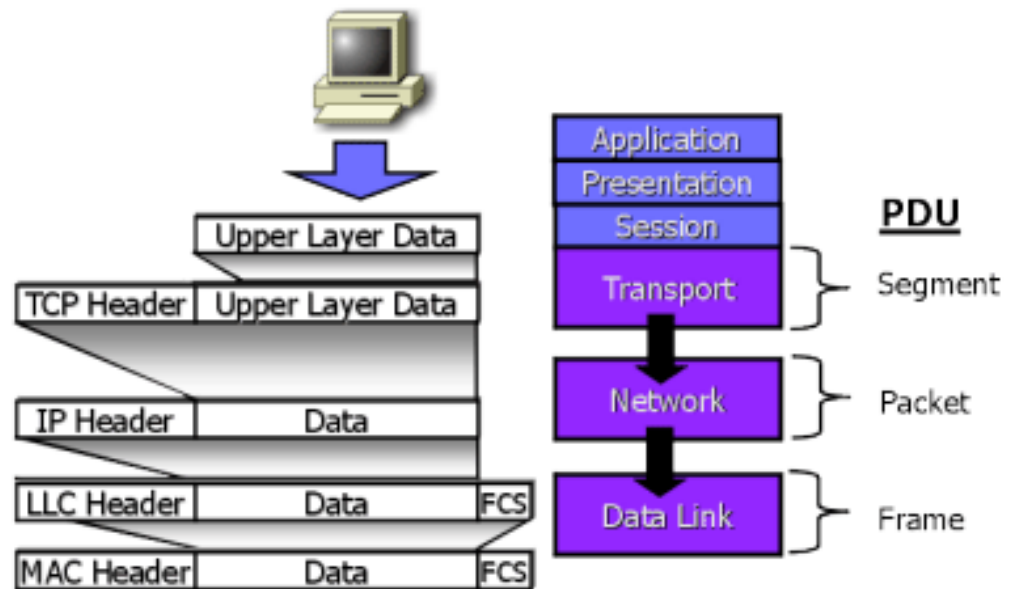 Application
Presentation
Session
PDU
Upper Layer Data
TCP Header Upper Layer Data
Transport
Segment
IP Header Data
Network
Packet
LLC Header Data FCS
Data Link
Frame
MAC Header Data FCS